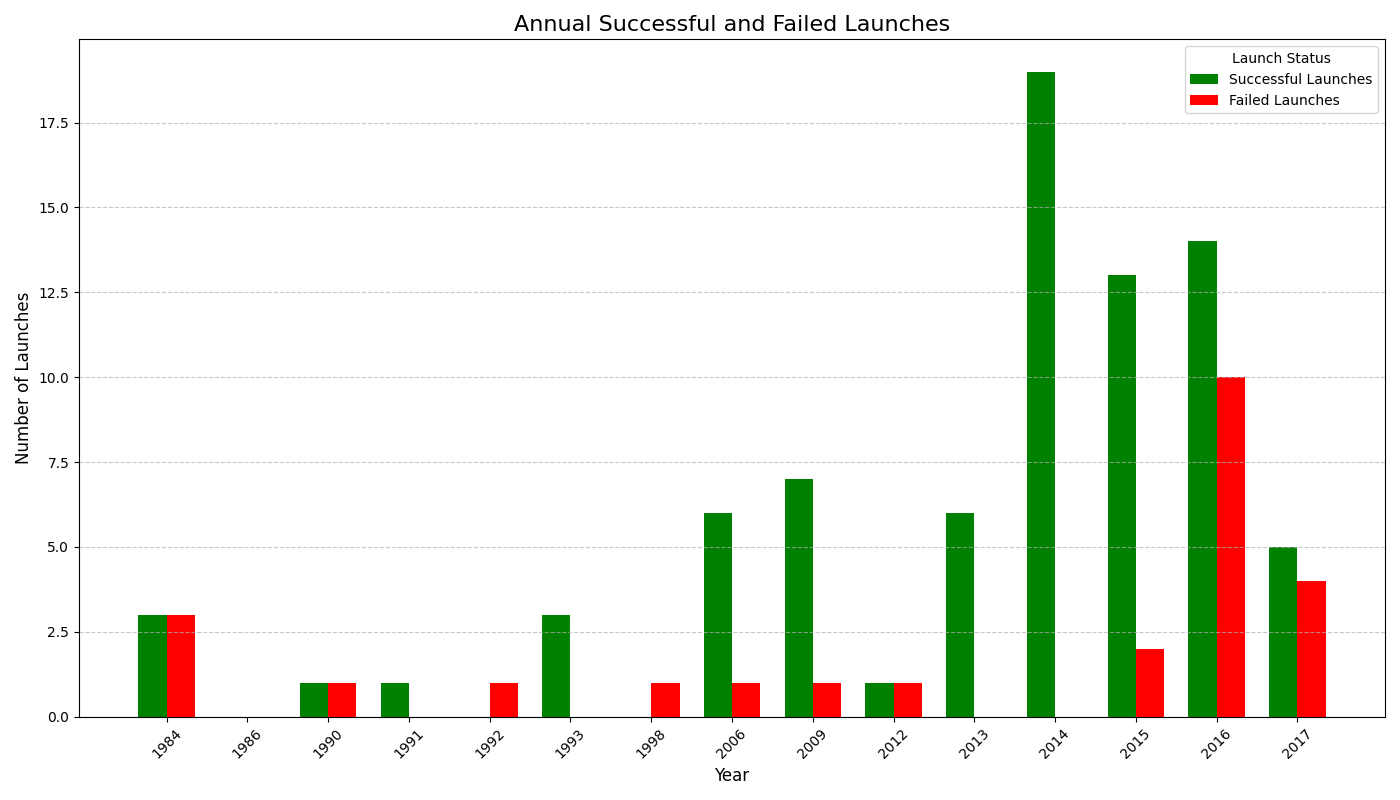 Annual Successful and Failed Launches
Launch Status
Successful Launches
Failed Launches
Number of Launches
17.5
15.0
12.5
10.0
7.5
5.0
2.5
0.0
1984 1986 1990 1991 1992 1993 1998 2006 2009 2012 2013 2014 2015 2016 2017
Year